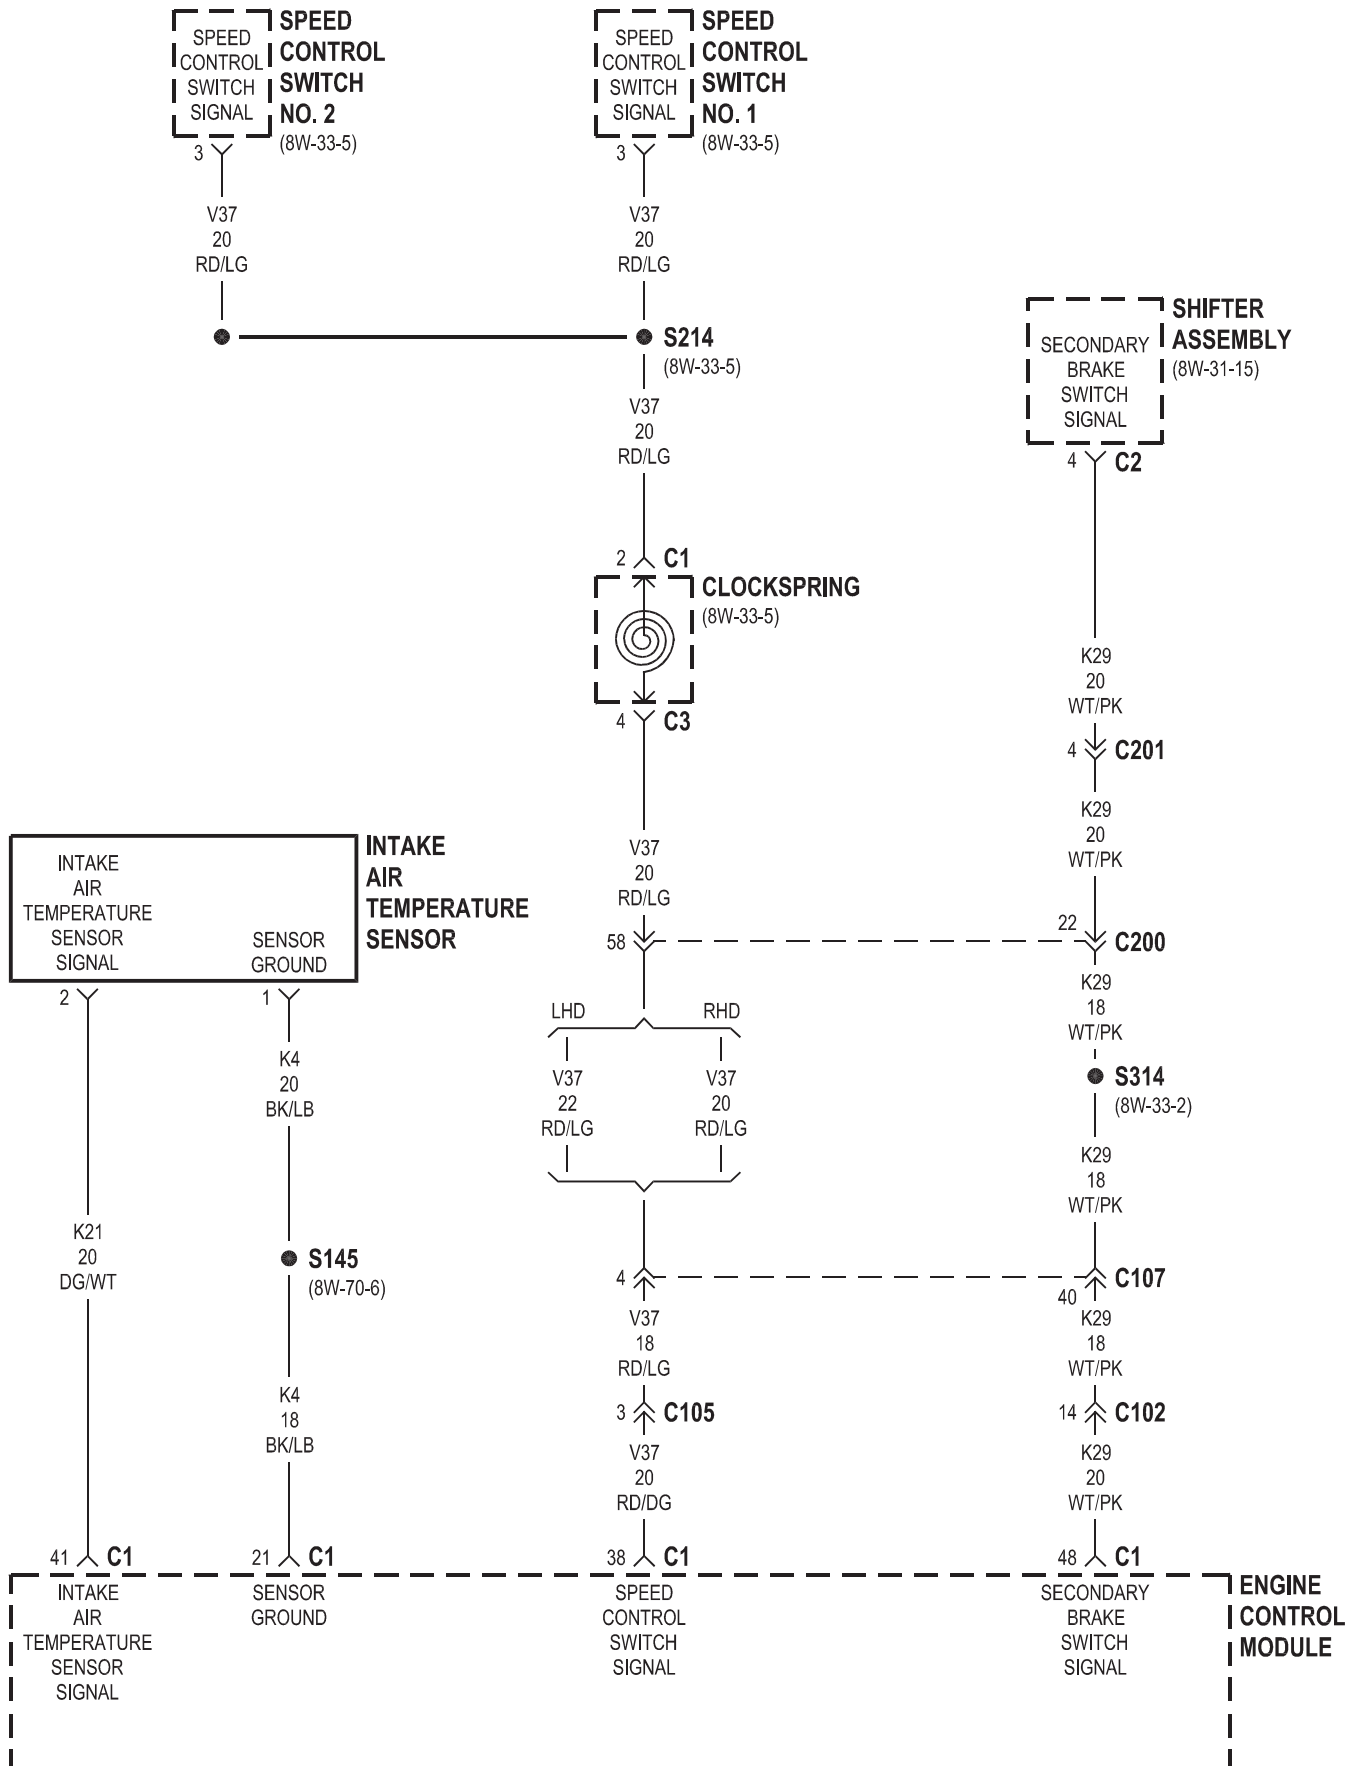 SPEED
CONTROL
SWITCH
SIGNAL
SPEED
CONTROL
SWITCH
NO. 2
(8W-33-5)
3
V37
20
RD/LG
SPEED
CONTROL
SWITCH
SIGNAL
SPEED
CONTROL
SWITCH
NO. 1
(8W-33-5)
3
V37
20
RD/LG
S214
(8W-33-5)
V37
20
RD/LG
2 C1
CLOCKSPRING
(8W-33-5)
4 C3
V37
20
RD/LG
58
LHD
RHD
V37
22
RD/LG
V37
20
RD/LG
4
V37
18
RD/LG
3 C105
V37
20
RD/DG
38 C1
SECONDARY
BRAKE
SWITCH
SIGNAL
SHIFTER
ASSEMBLY
(8W-31-15)
4 C2
K29
20
WT/PK
4 C201
K29
20
WT/PK
22 C200
K29
18
WT/PK
S314
(8W-33-2)
K29
18
WT/PK
C107
40
K29
18
WT/PK
14 C102
K29
20
WT/PK
48 C1
INTAKE
AIR
TEMPERATURE
SENSOR
SIGNAL
SENSOR
GROUND
INTAKE
AIR
TEMPERATURE
SENSOR
2
K21
20
DG/WT
41 C1
1
K4
20
BK/LB
S145
(8W-70-6)
K4
18
BK/LB
21 C1
INTAKE
AIR
TEMPERATURE
SENSOR
SIGNAL
SENSOR
GROUND
SPEED
CONTROL
SWITCH
SIGNAL
SECONDARY
BRAKE
SWITCH
SIGNAL
ENGINE
CONTROL
MODULE